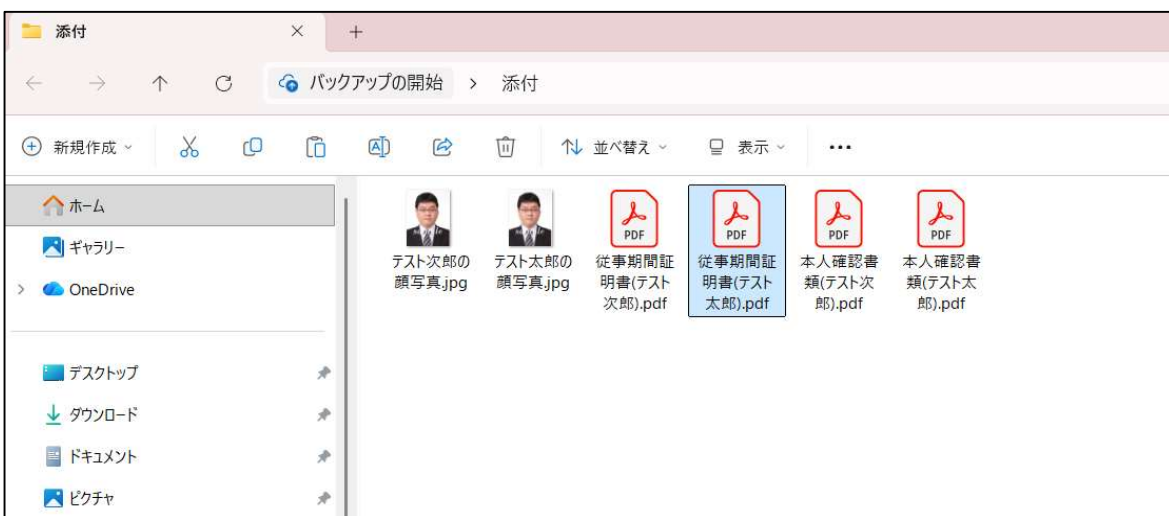 添付
バックアップの開始 > 添付
新規作成 並べ替え 表示
ホーム
ギャラリー
OneDrive
デスクトップ
ダウンロード
ドキュメント
ピクチャ
テスト次郎の
顔写真.jpg
テスト太郎の
顔写真.jpg
PDF
従事期間証
明書(テスト
次郎).pdf
PDF
従事期間証
明書(テスト
太郎).pdf
PDF
本人確認書
類(テスト次
郎).pdf
PDF
本人確認書
類(テスト太
郎).pdf